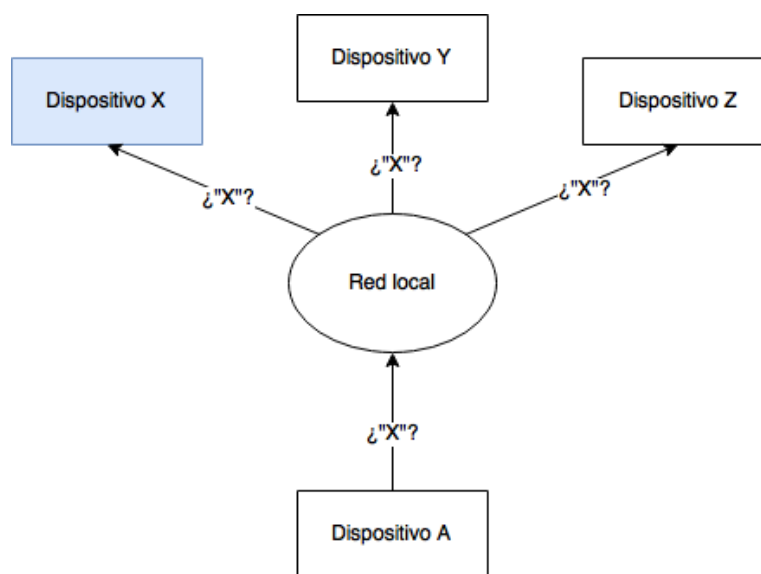 Dispositivo Y
Dispositivo X
Dispositivo Z
¿"X"?
¿"X"?
¿"X"?
Red local
¿"X"?
Dispositivo A